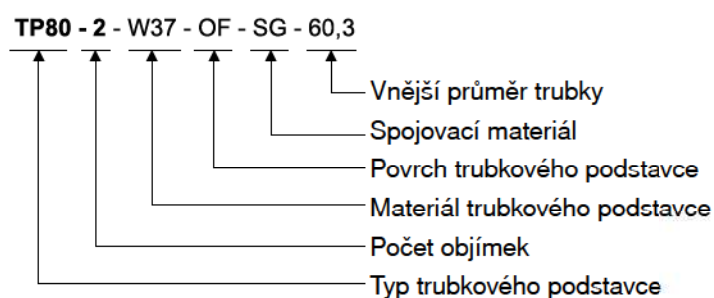 TP80 - 2 - W37 - OF - SG - 60,3
Vnější průměr trubky
Spojovací materiál
Povrch trubkového podstavce
Materiál trubkového podstavce
Počet objímek
Typ trubkového podstavce